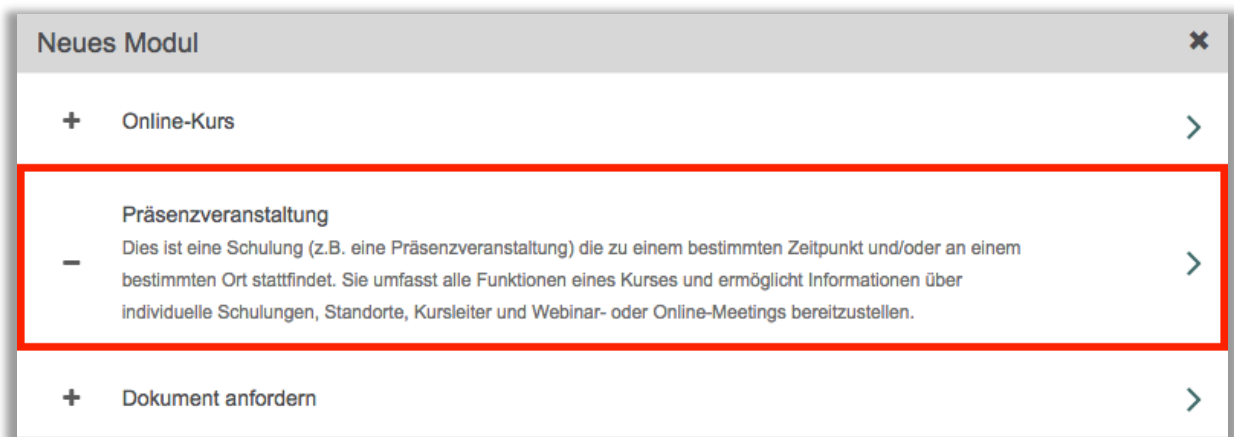 Neues Modul
Online-Kurs
Präsenzveranstaltung
Dies ist eine Schulung (z.B. eine Präsenzveranstaltung) die zu einem bestimmten Zeitpunkt und/oder an einem
bestimmten Ort stattfindet. Sie umfasst alle Funktionen eines Kurses und ermöglicht Informationen über
individuelle Schulungen, Standorte, Kursleiter und Webinar- oder Online-Meetings bereitzustellen.
Dokument anfordern